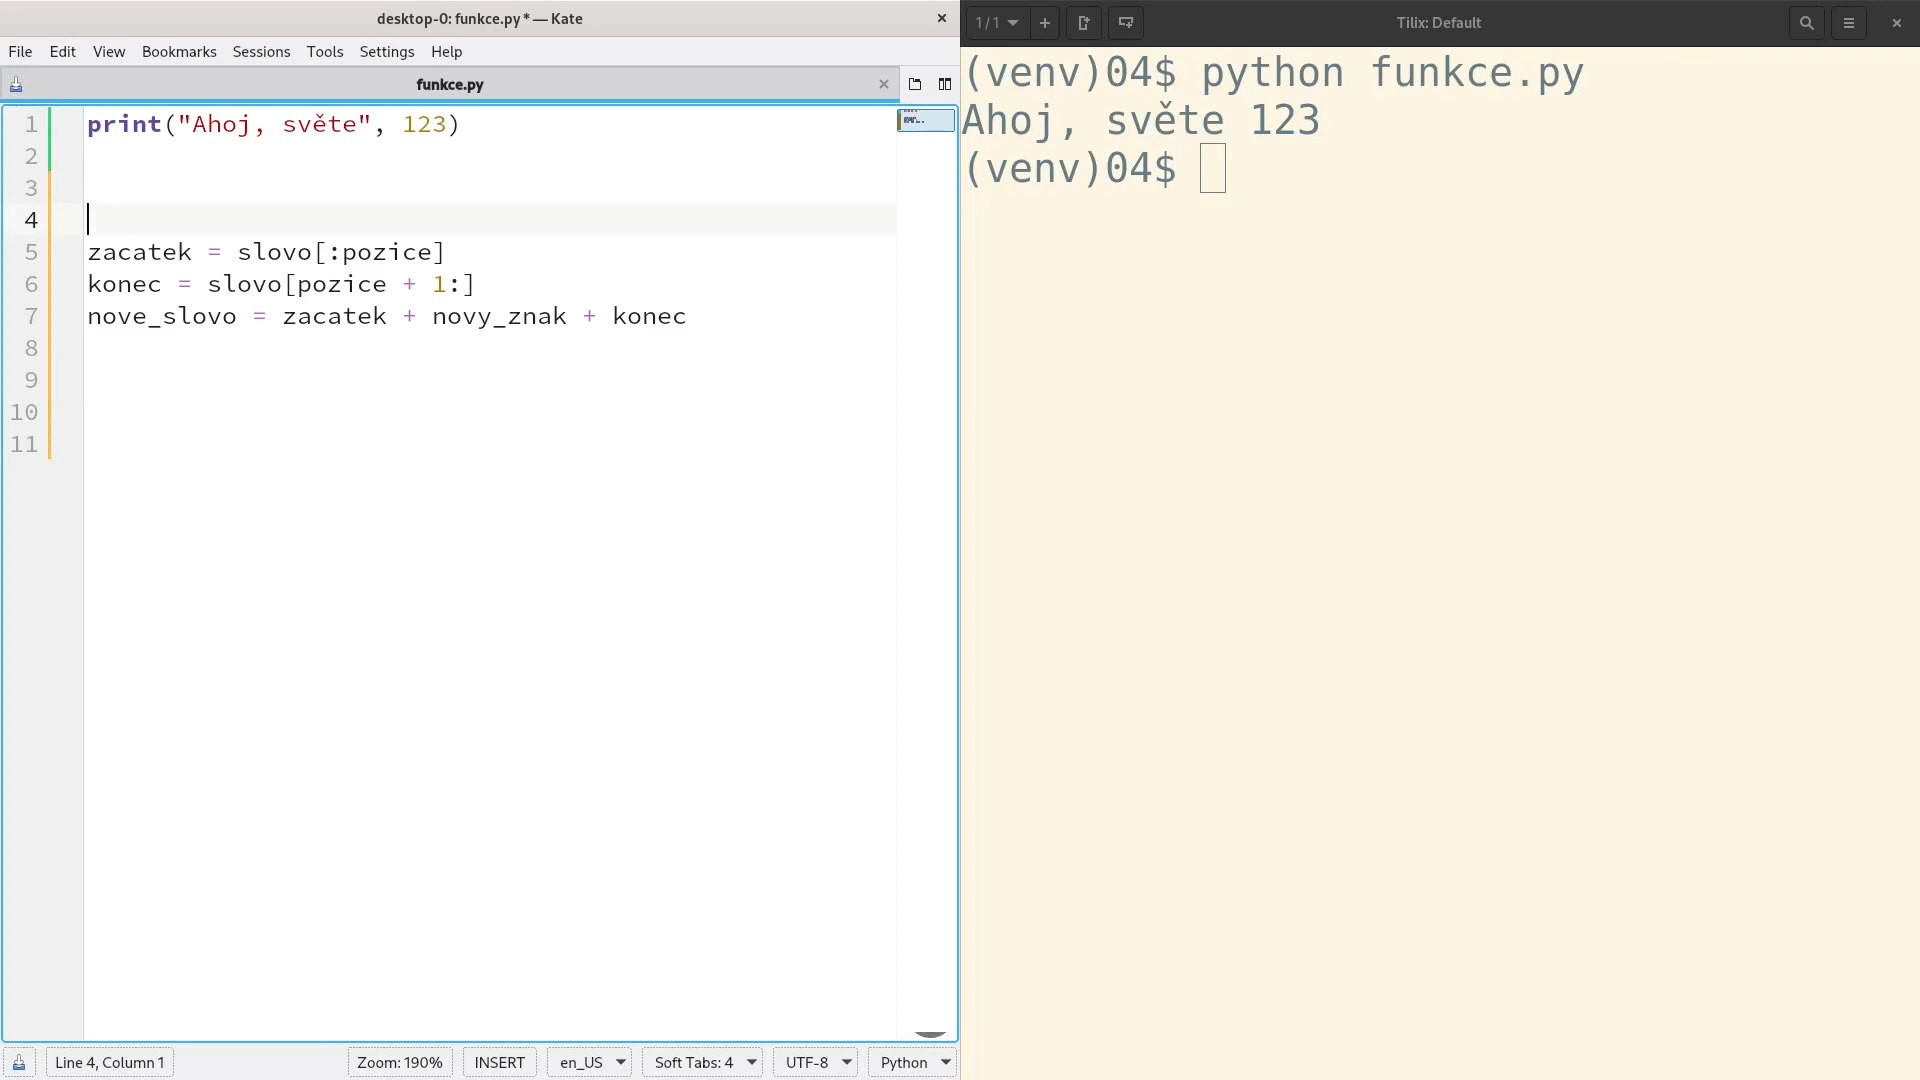 desktop-0: funkce.py * — Kate
File Edit View Bookmarks Sessions Tools Settings Help
funkce.py
1 print("Ahoj, světe", 123)
2
3
4
5 zacatek = slovo[:pozice]
6 konec = slovo[pozice + 1:]
7 nove_slovo = zacatek + novy_znak + konec
8
9
10
11
Line 4, Column 1 Zoom: 190% INSERT en_US Soft Tabs: 4 UTF-8 Python
1 / 1 Tilix: Default
(venv)04$ python funkce.py
Ahoj, světe 123
(venv)04$